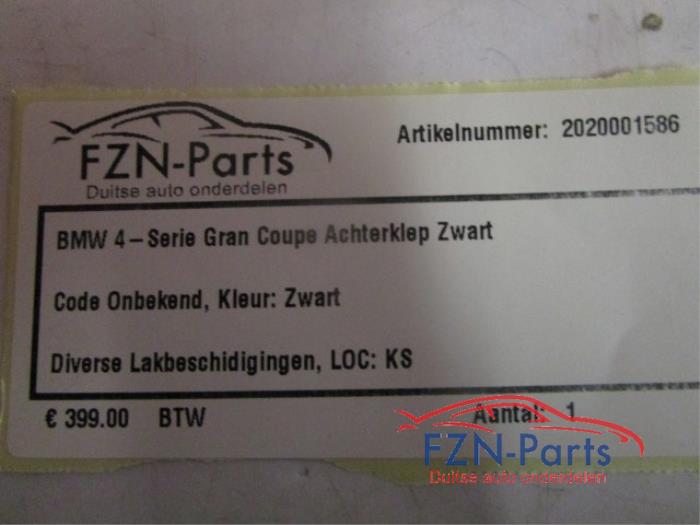 FZN-Parts
Duitse auto onderdelen
Artikelnummer: 2020001586
BMW 4-Serie Gran Coupe Achterklep Zwart
Code Onbekend, Kleur: Zwart
Diverse Lakbeschidigingen, LOC: KS
€ 399.00 BTW
Aantal: 1
FZN-Parts
Duitse auto onderdelen